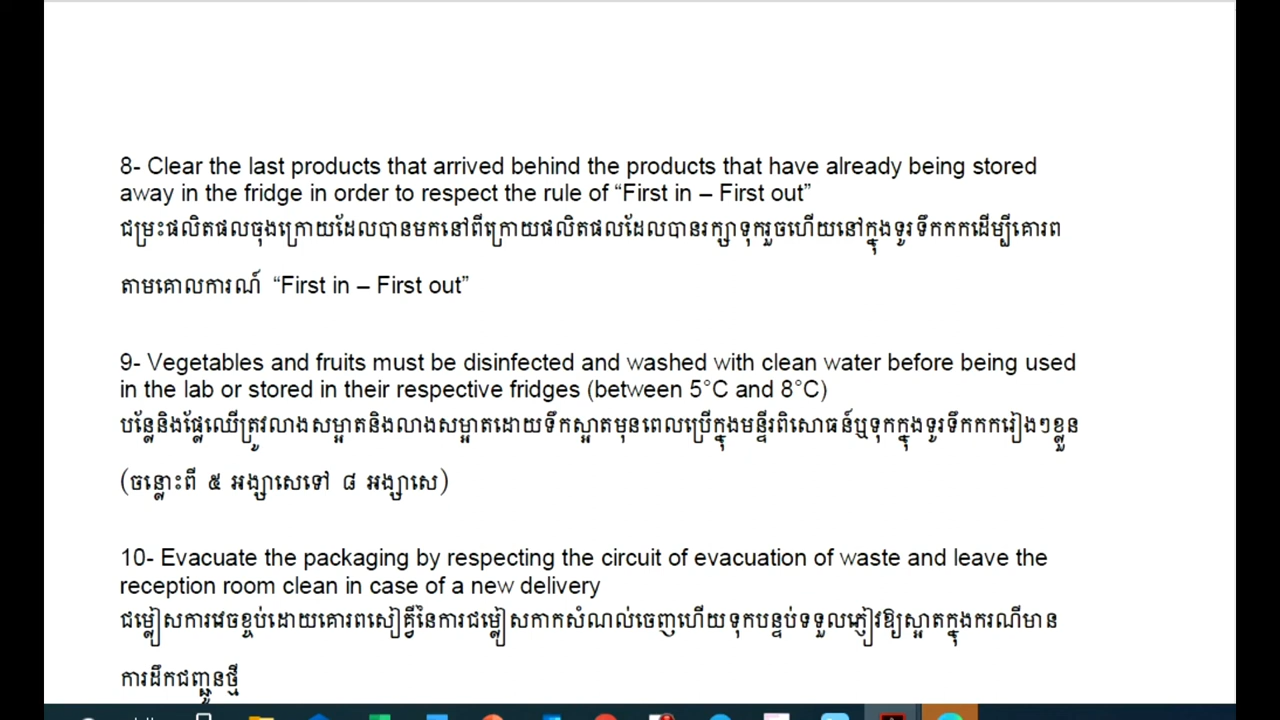 8- Clear the last products that arrived behind the products that have already being stored
away in the fridge in order to respect the rule of “First in – First out”
ជម្រះផលិតផលចុងក្រោយដែលបានមកនៅពីក្រោយផលិតផលដែលបានរក្សាទុករួចហើយនៅក្នុងទូរទឹកកកដើម្បីគោរព
តាមគោលការណ៍ “First in – First out”
9- Vegetables and fruits must be disinfected and washed with clean water before being used
in the lab or stored in their respective fridges (between 5°C and 8°C)
បន្លែនិងផ្លែឈើត្រូវលាងសម្អាតនិងលាងសម្អាតដោយទឹកស្អាតមុនពេលប្រើក្នុងមន្ទីរពិសោធន៍ឬទុកក្នុងទូរទឹកកករៀងៗខ្លួន
(ចន្លោះពី ៥ អង្សាសេទៅ ៨ អង្សាសេ)
10- Evacuate the packaging by respecting the circuit of evacuation of waste and leave the
reception room clean in case of a new delivery
ជម្លៀសការវេចខ្ចប់ដោយគោរពសៀគ្វីនៃការជម្លៀសកាកសំណល់ចេញហើយទុកបន្ទប់ទទួលភ្ញៀវឱ្យស្អាតក្នុងករណីមាន
ការដឹកជញ្ជូនថ្មី